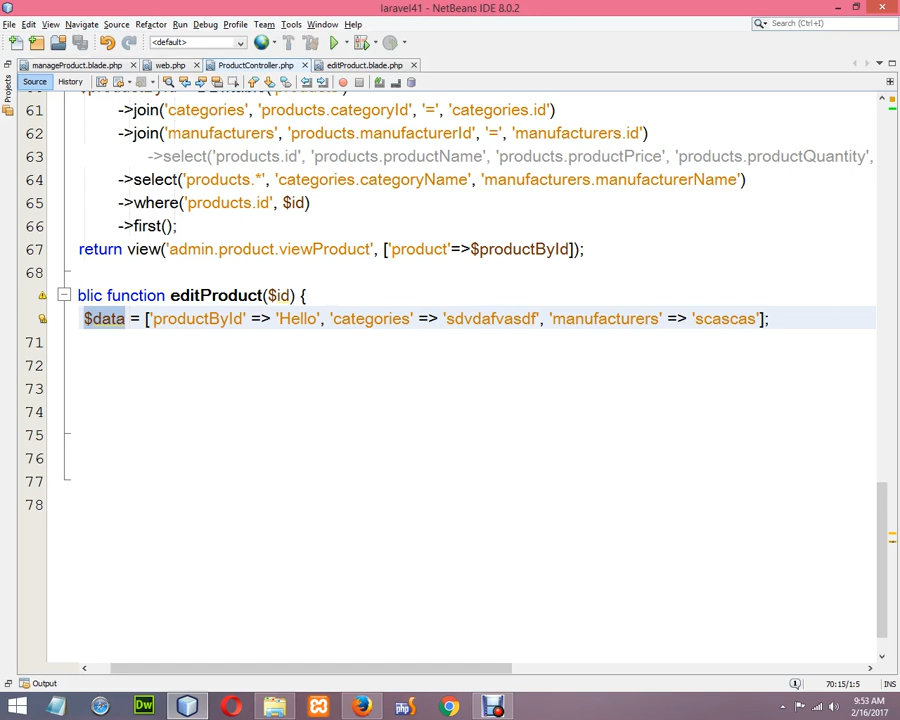 laravel41 - NetBeans IDE 8.0.2
File Edit View Navigate Source Refactor Run Debug Profile Team Tools Window Help
Search (Ctrl+I)
<default>
manageProduct.blade.php web.php ProductController.php editProduct.blade.php
Source History
Projects
61 ->join('categories', 'products.categoryId', '=', 'categories.id')
62 ->join('manufacturers', 'products.manufacturerId', '=', 'manufacturers.id')
63 ->select('products.id', 'products.productName', 'products.productPrice', 'products.productQuantity',
64 ->select('products.*', 'categories.categoryName', 'manufacturers.manufacturerName')
65 ->where('products.id', $id)
66 ->first();
67 return view('admin.product.viewProduct', ['product'=>$productById]);
68
blic function editProduct($id) {
$data = ['productById' => 'Hello', 'categories' => 'sdvdafvasdf', 'manufacturers' => 'scascas'];
71
72
73
74
75
76
77
78
Output
70:15/1:5 INS
Dw
php
9:53 AM
2/16/2017